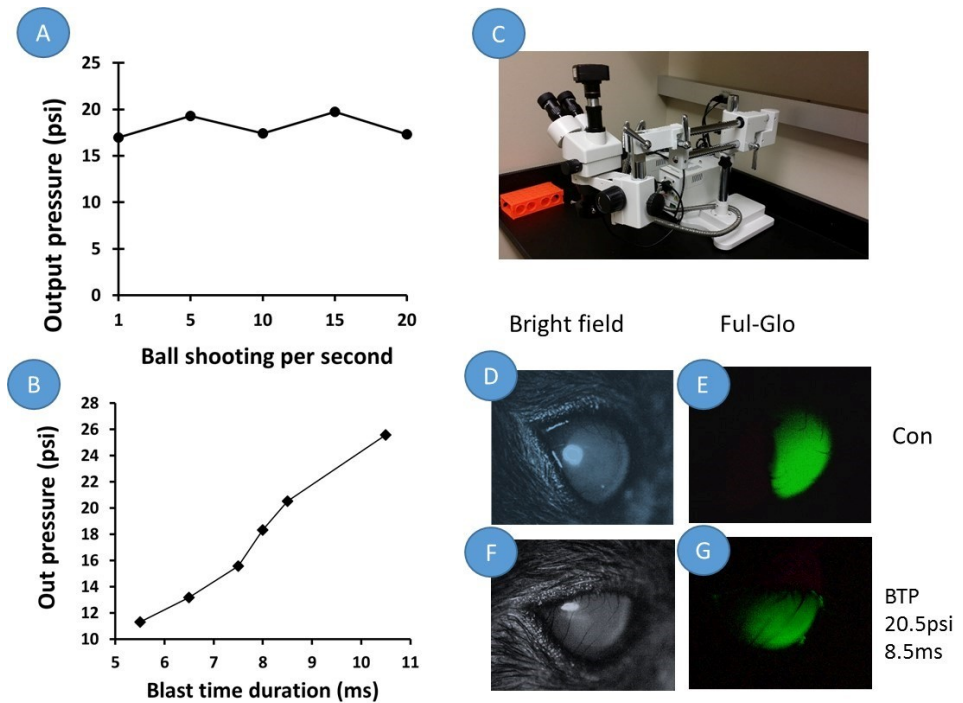 A
Output pressure (psi)
25
20
15
10
5
0
1 5 10 15 20
Ball shooting per second
B
Out pressure (psi)
28
26
24
22
20
18
16
14
12
10
5 6 7 8 9 10 11
Blast time duration (ms)
C
Bright field Ful-Glo
D E
Con
F G
BTP
20.5psi
8.5ms